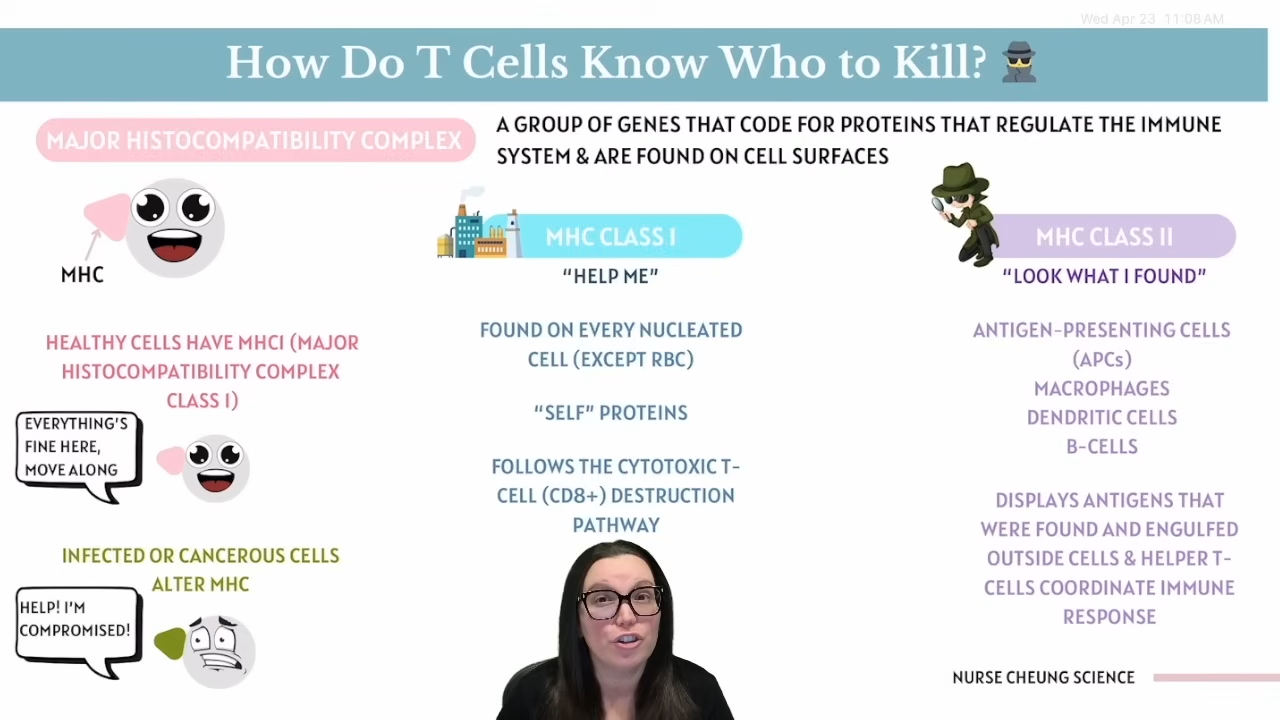 Wed Apr 23 11:08 AM
How Do T Cells Know Who to Kill?
MAJOR HISTOCOMPATIBILITY COMPLEX
A GROUP OF GENES THAT CODE FOR PROTEINS THAT REGULATE THE IMMUNE
SYSTEM & ARE FOUND ON CELL SURFACES
MHC
HEALTHY CELLS HAVE MHCI (MAJOR
HISTOCOMPATIBILITY COMPLEX
CLASS I)
EVERYTHING'S
FINE HERE,
MOVE ALONG
INFECTED OR CANCEROUS CELLS
ALTER MHC
HELP! I'M
COMPROMISED!
MHC CLASS I
“HELP ME”
FOUND ON EVERY NUCLEATED
CELL (EXCEPT RBC)
“SELF” PROTEINS
FOLLOWS THE CYTOTOXIC T-
CELL (CD8+) DESTRUCTION
PATHWAY
MHC CLASS II
“LOOK WHAT I FOUND”
ANTIGEN-PRESENTING CELLS
(APCs)
MACROPHAGES
DENDRITIC CELLS
B-CELLS
DISPLAYS ANTIGENS THAT
WERE FOUND AND ENGULFED
OUTSIDE CELLS & HELPER T-
CELLS COORDINATE IMMUNE
RESPONSE
NURSE CHEUNG SCIENCE